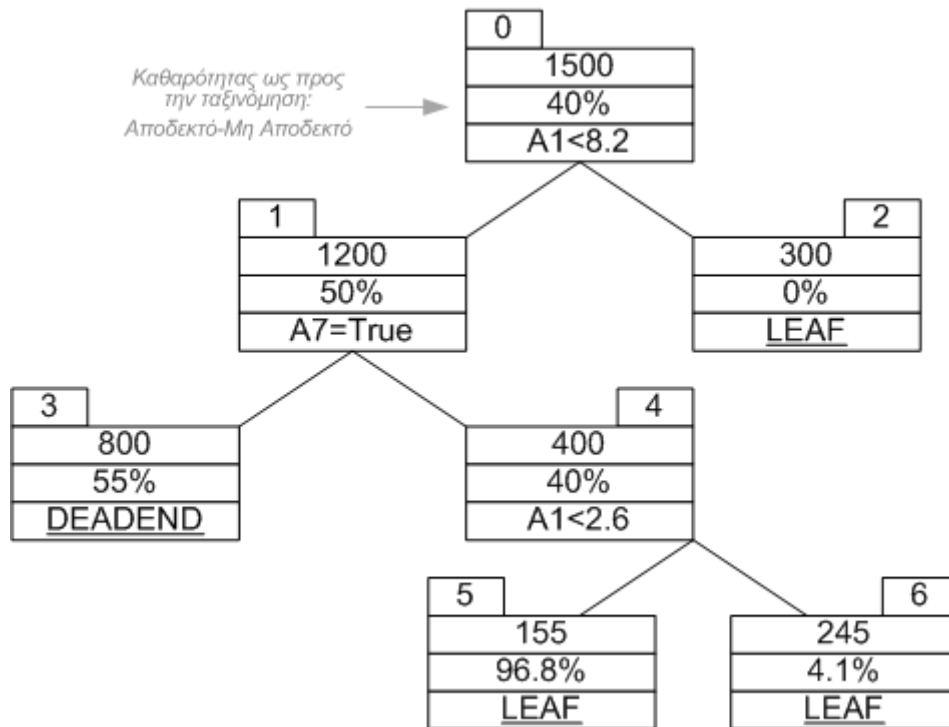 0
Καθαρότητας ως προς
την ταξινόμηση:
Αποδεκτό-Μη Αποδεκτό
1500
40%
A1<8.2
1
1200
50%
A7=True
2
300
0%
LEAF
3
800
55%
DEADEND
4
400
40%
A1<2.6
5
155
96.8%
LEAF
6
245
4.1%
LEAF